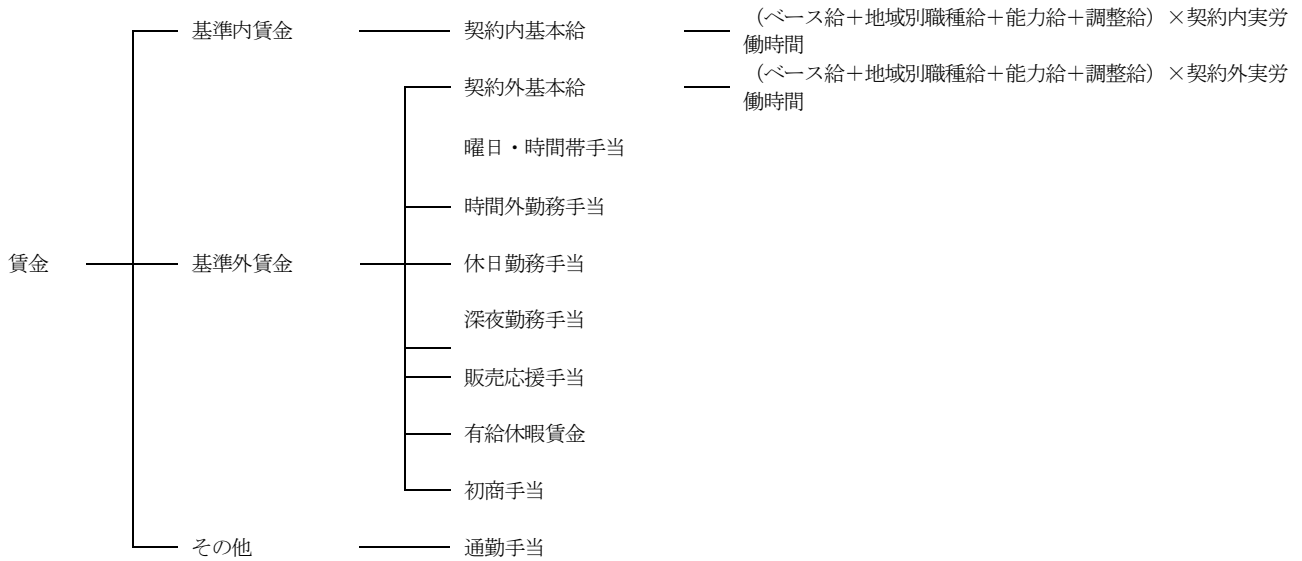 基準内賃金 契約内基本給 (ベース給+地域別職種給+能力給+調整給)×契約内実労
働時間
契約外基本給 (ベース給+地域別職種給+能力給+調整給)×契約外実労
働時間
曜日・時間帯手当
時間外勤務手当
賃金 基準外賃金 休日勤務手当
深夜勤務手当
販売応援手当
有給休暇賃金
初商手当
その他 通勤手当